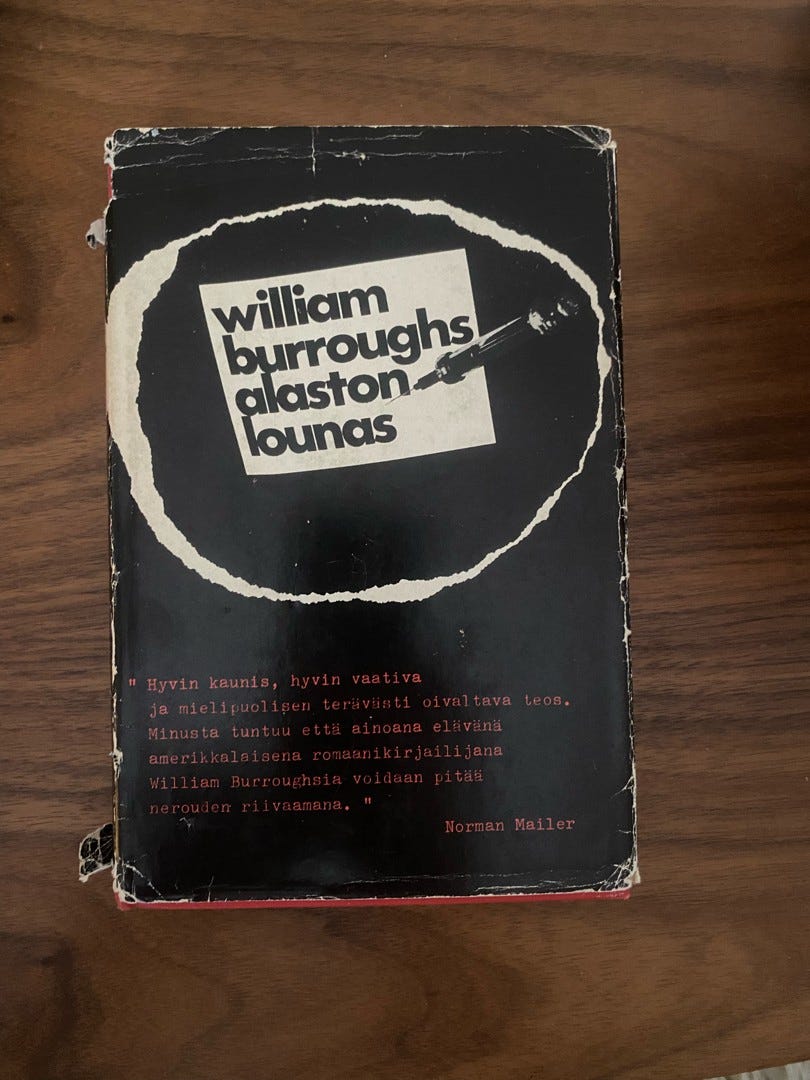 william
burroughs
alaston
lounas
" Hyvin kaunis, hyvin vaativa
ja mielipuolisen terävästi oivaltava teos.
Minusta tuntuu että ainoana elävänä
amerikkalaisena romaanikirjailijana
William Burroughsia voidaan pitää
nerouden riivaamana. "
Norman Mailer